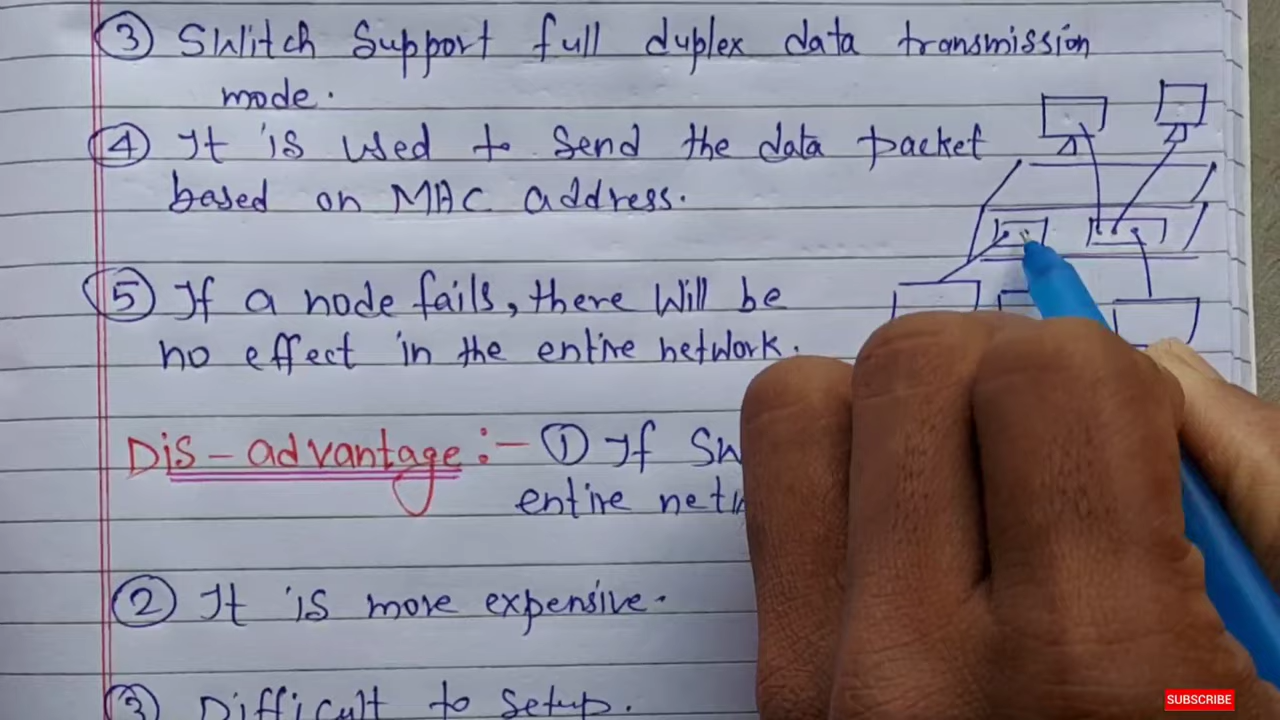 ③ Switch Support full duplex data transmission
mode.
④ It is used to send the data packet
based on MAC address.
⑤ If a node fails, there will be
no effect in the entire network.
Dis-advantage:- ① If
entire
② It is more expensive.
③ Difficult to setup.
SUBSCRIBE